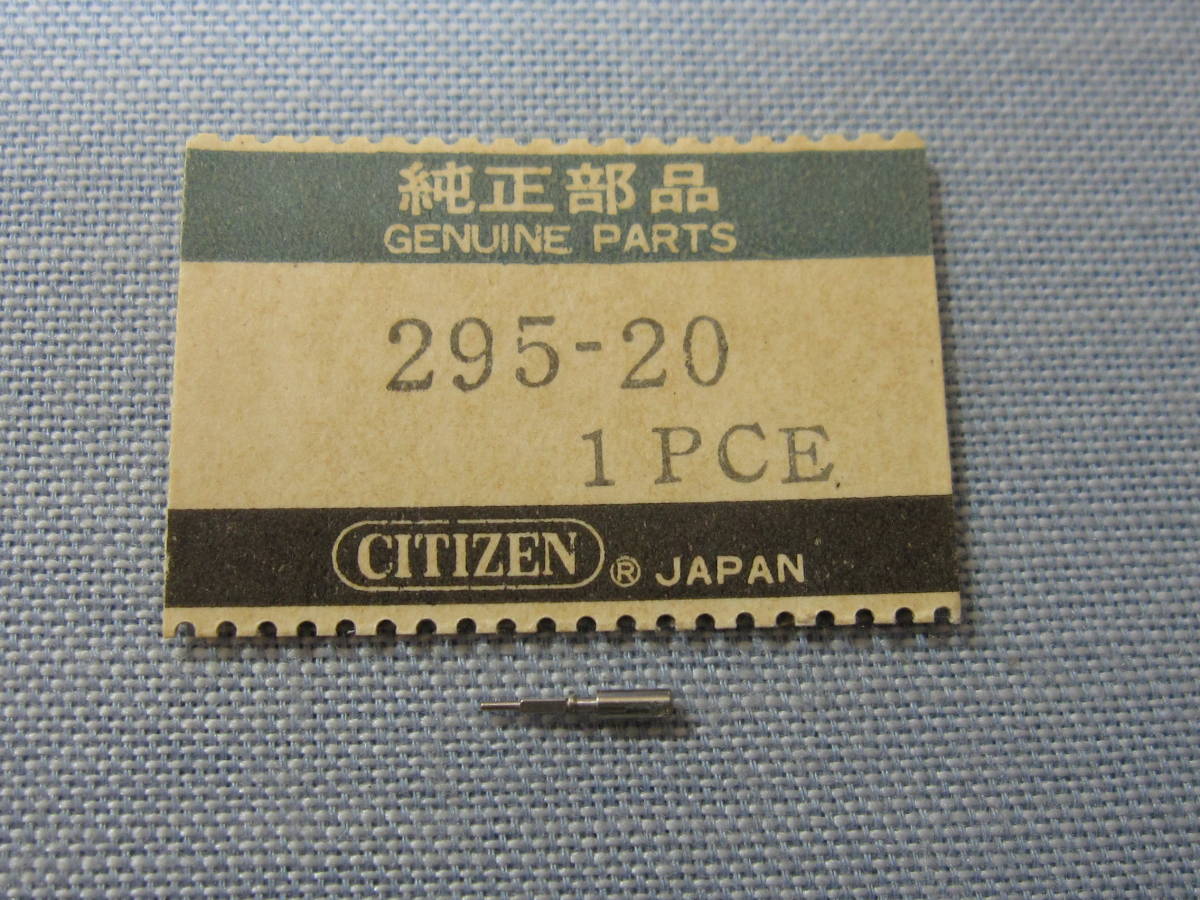 純正部品
GENUINE PARTS
295-20
1 PCE
CITIZEN ® JAPAN